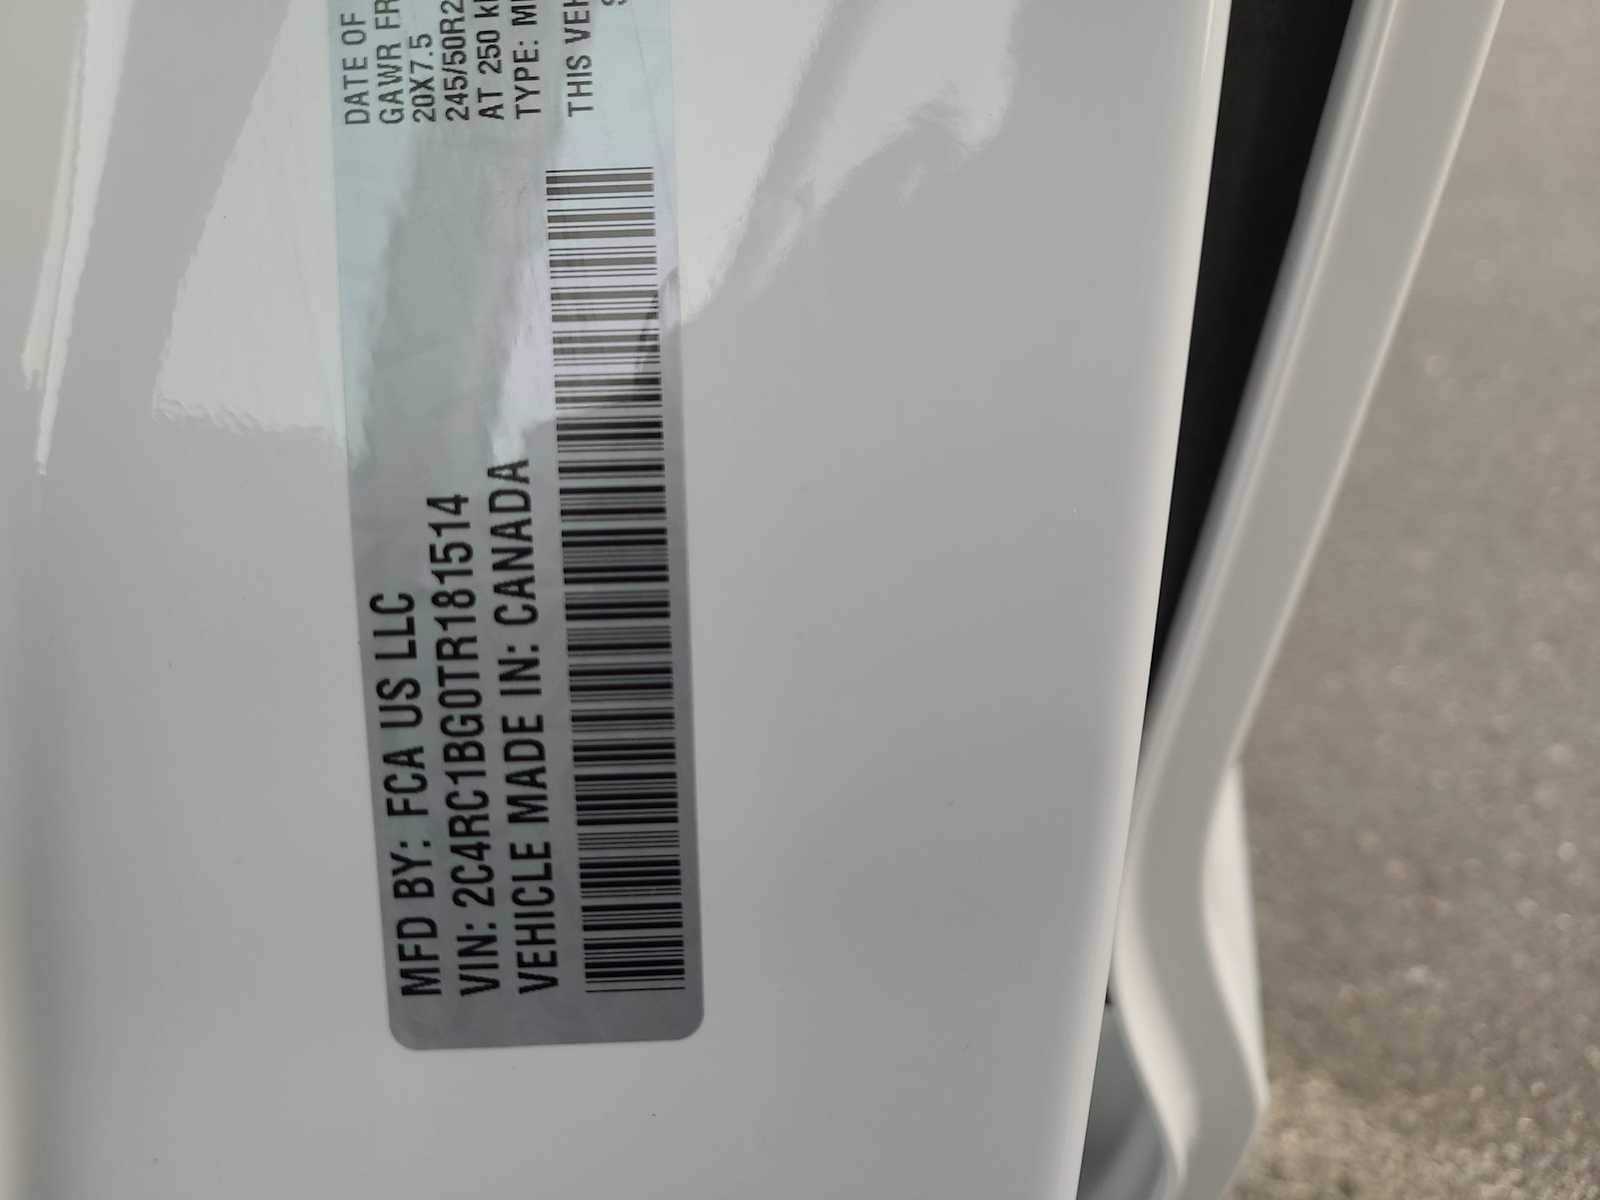 MFD BY: FCA US LLC
VIN: 2C4RC1BG0TR181514
VEHICLE MADE IN: CANADA
DATE OF
GAWR FR
20X7.5
245/50R2
AT 250 k
TYPE: M
THIS VEH